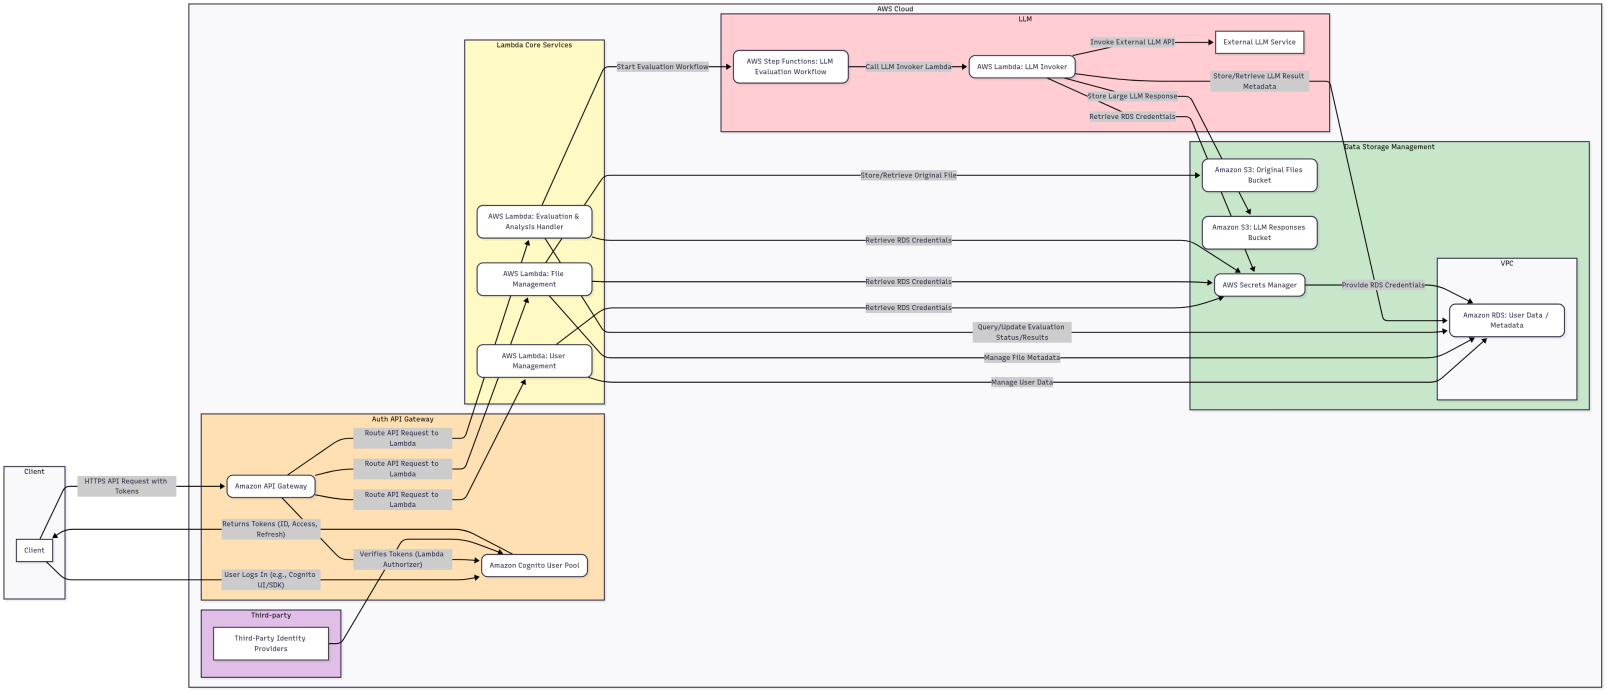 AWS Cloud
LLM
AWS Step Functions: LLM
Evaluation Workflow
Call LLM Invoker Lambda
AWS Lambda: LLM Invoker
Invoke External LLM API
External LLM Service
Store/Retrieve LLM Result
Metadata
Store Large LLM Response
Retrieve RDS Credentials
Lambda Core Services
Start Evaluation Workflow
AWS Lambda: Evaluation &
Analysis Handler
AWS Lambda: File
Management
AWS Lambda: User
Management
Store/Retrieve Original File
Retrieve RDS Credentials
Retrieve RDS Credentials
Retrieve RDS Credentials
Query/Update Evaluation
Status/Results
Manage File Metadata
Manage User Data
Data Storage Management
Amazon S3: Original Files
Bucket
Amazon S3: LLM Responses
Bucket
AWS Secrets Manager
Provide RDS Credentials
VPC
Amazon RDS: User Data /
Metadata
Auth API Gateway
Route API Request to
Lambda
Route API Request to
Lambda
Route API Request to
Lambda
Amazon API Gateway
Client
HTTPS API Request with
Tokens
Client
Returns Tokens (ID, Access,
Refresh)
Verifies Tokens (Lambda
Authorizer)
User Logs In (e.g., Cognito
UI/SDK)
Amazon Cognito User Pool
Third-party
Third-Party Identity
Providers